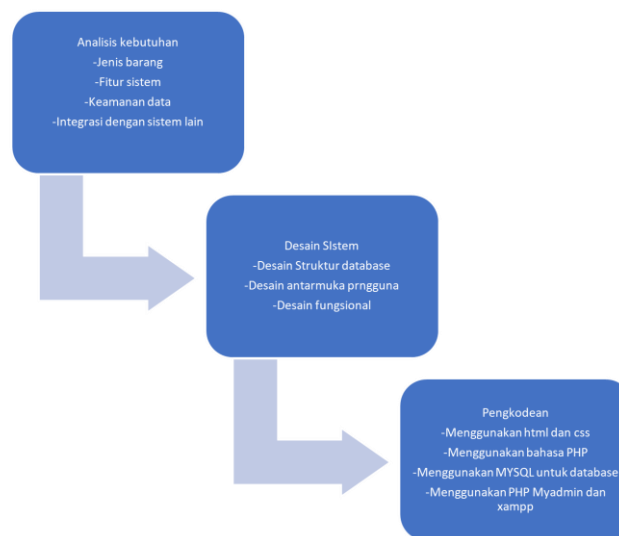 Analisis kebutuhan
-Jenis barang
-Fitur sistem
-Keamanan data
-Integrasi dengan sistem lain
Desain SIstem
-Desain Struktur database
-Desain antarmuka prngguna
-Desain fungsional
Pengkodean
-Menggunakan html dan css
-Menggunakan bahasa PHP
-Menggunakan MYSQL untuk database
-Menggunakan PHP Myadmin dan
xampp